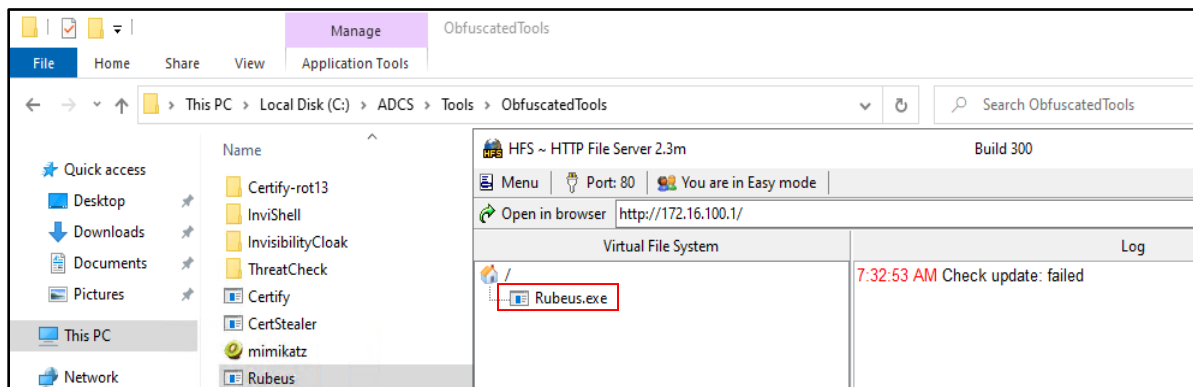 Manage
ObfuscatedTools
File
Home
Share
View
Application Tools
This PC > Local Disk (C:) > ADCS > Tools > ObfuscatedTools
Search ObfuscatedTools
Quick access
Desktop
Downloads
Documents
Pictures
This PC
Network
Name
Certify-rot13
InviShell
InvisibilityCloak
ThreatCheck
Certify
CertStealer
mimikatz
Rubeus
HFS ~ HTTP File Server 2.3m
Build 300
Menu
Port: 80
You are in Easy mode
Open in browser
http://172.16.100.1/
Virtual File System
Log
/
Rubeus.exe
7:32:53 AM Check update: failed